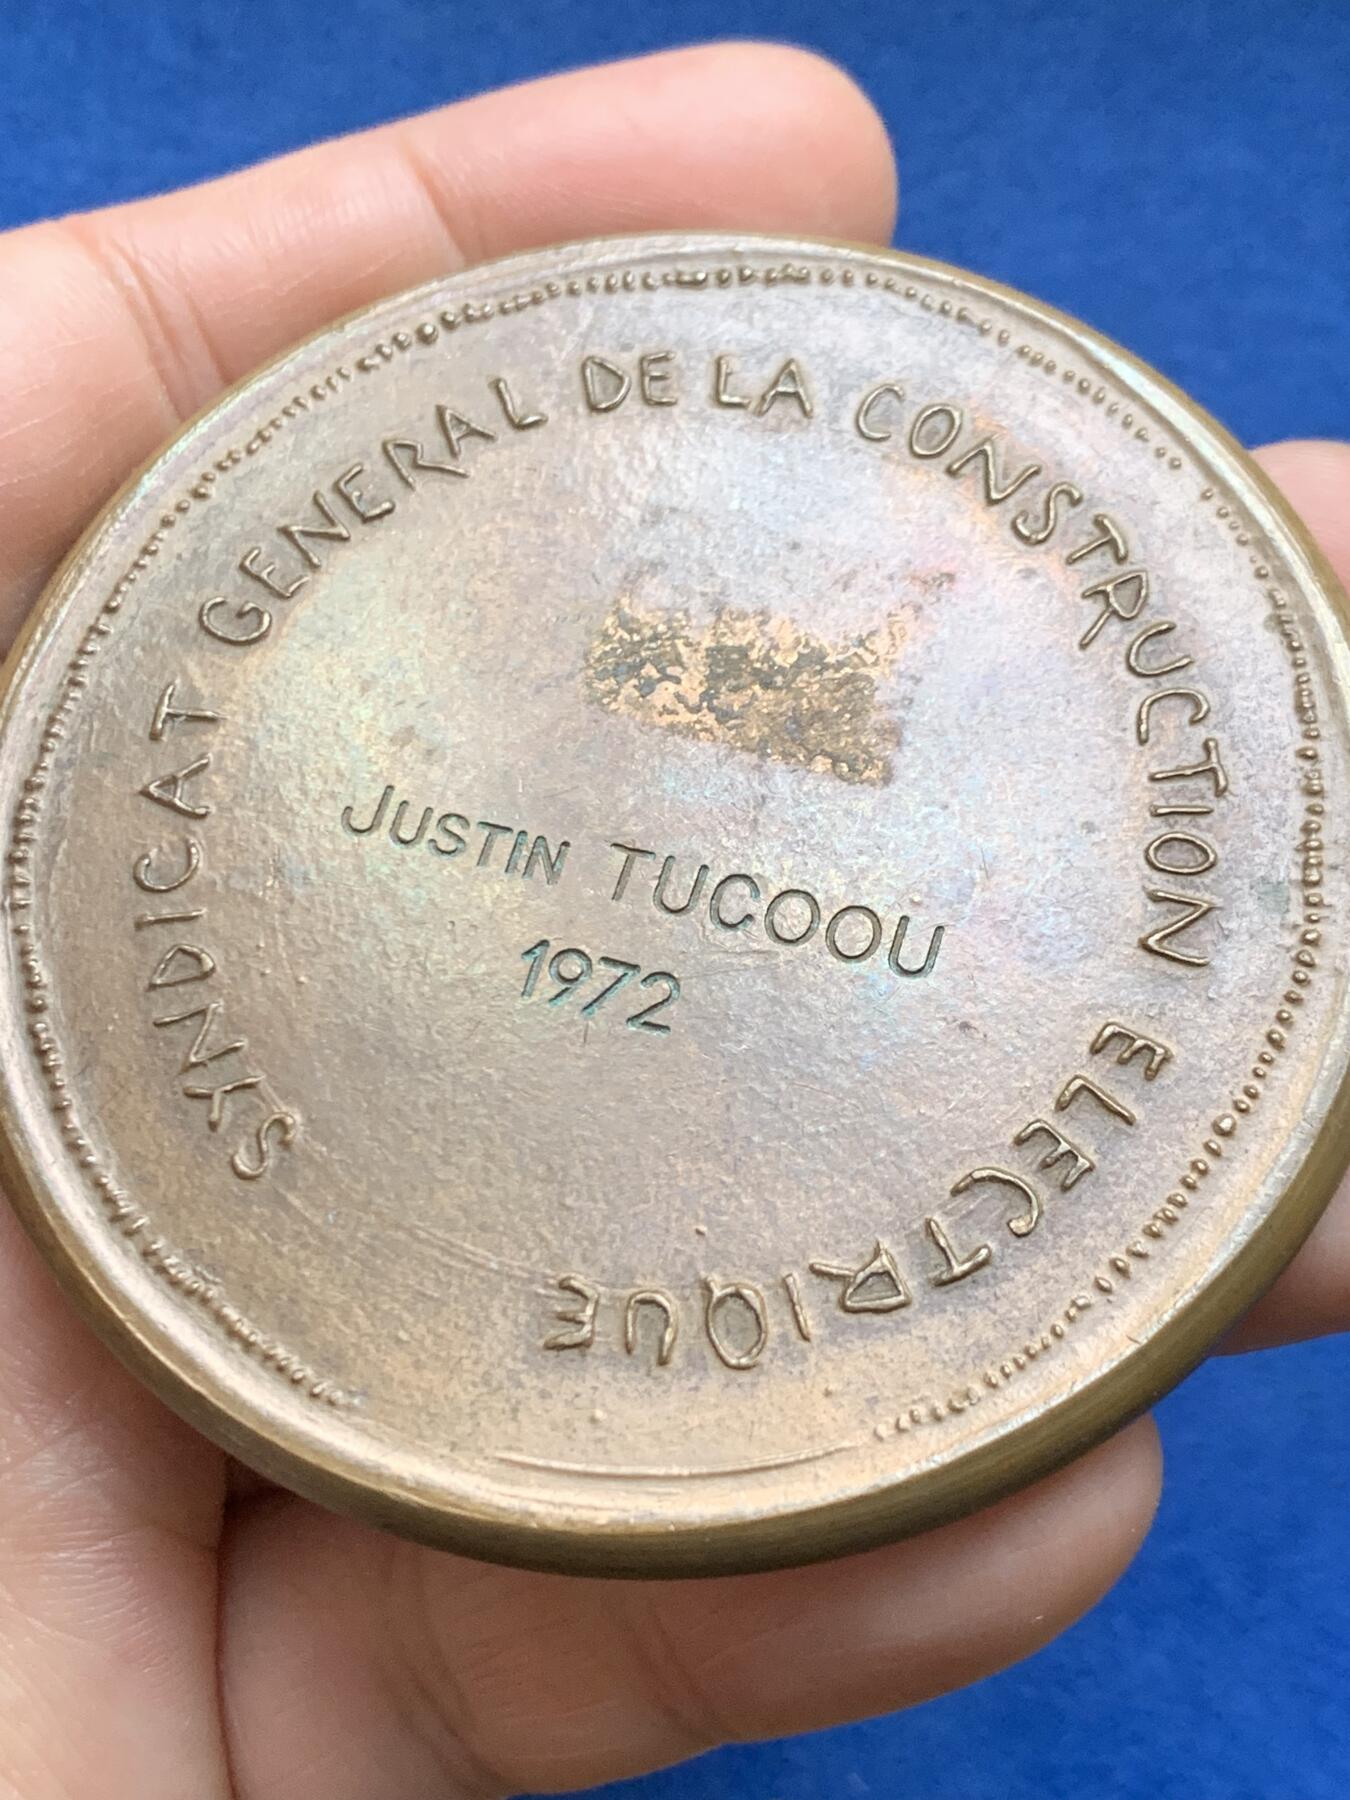 SYNDICAT GENERAL DE LA CONSTRUCTION ELECTRIQUE
JUSTIN TUCOOU
1972